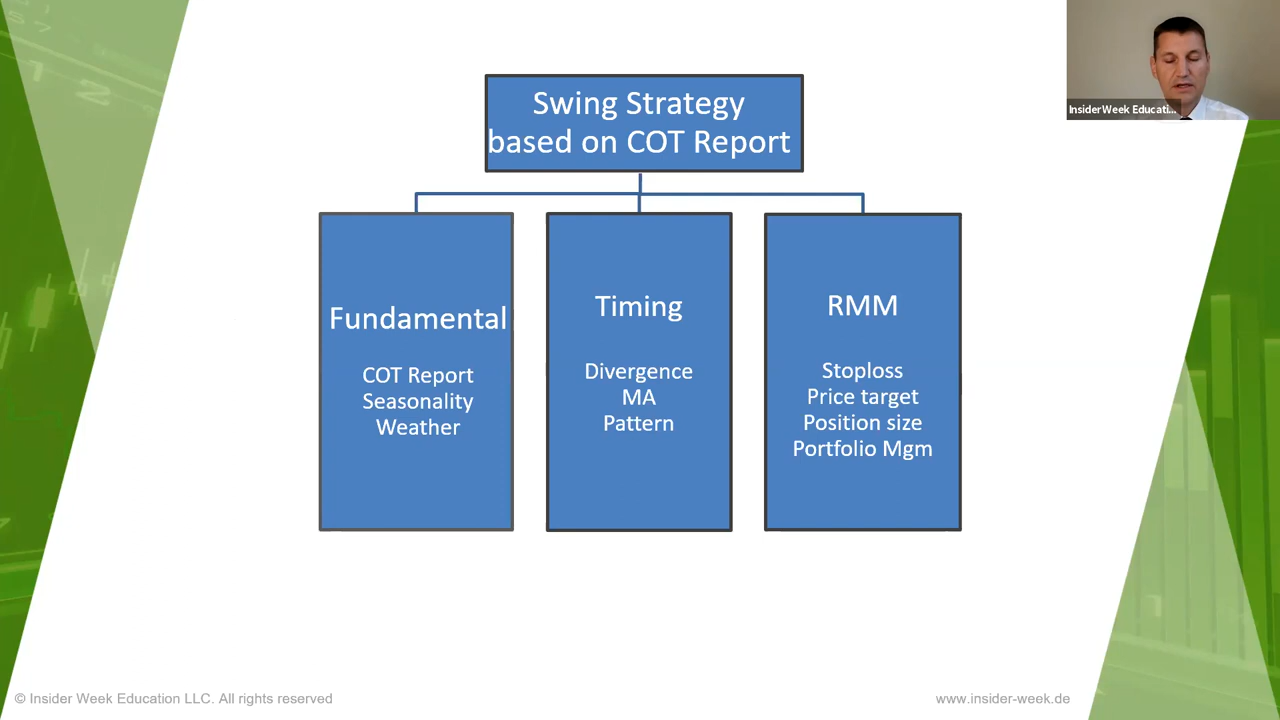 InsiderWeek Educati...
Swing Strategy
based on COT Report
Fundamental
COT Report
Seasonality
Weather
Timing
Divergence
MA
Pattern
RMM
Stoploss
Price target
Position size
Portfolio Mgm
© Insider Week Education LLC. All rights reserved
www.insider-week.de